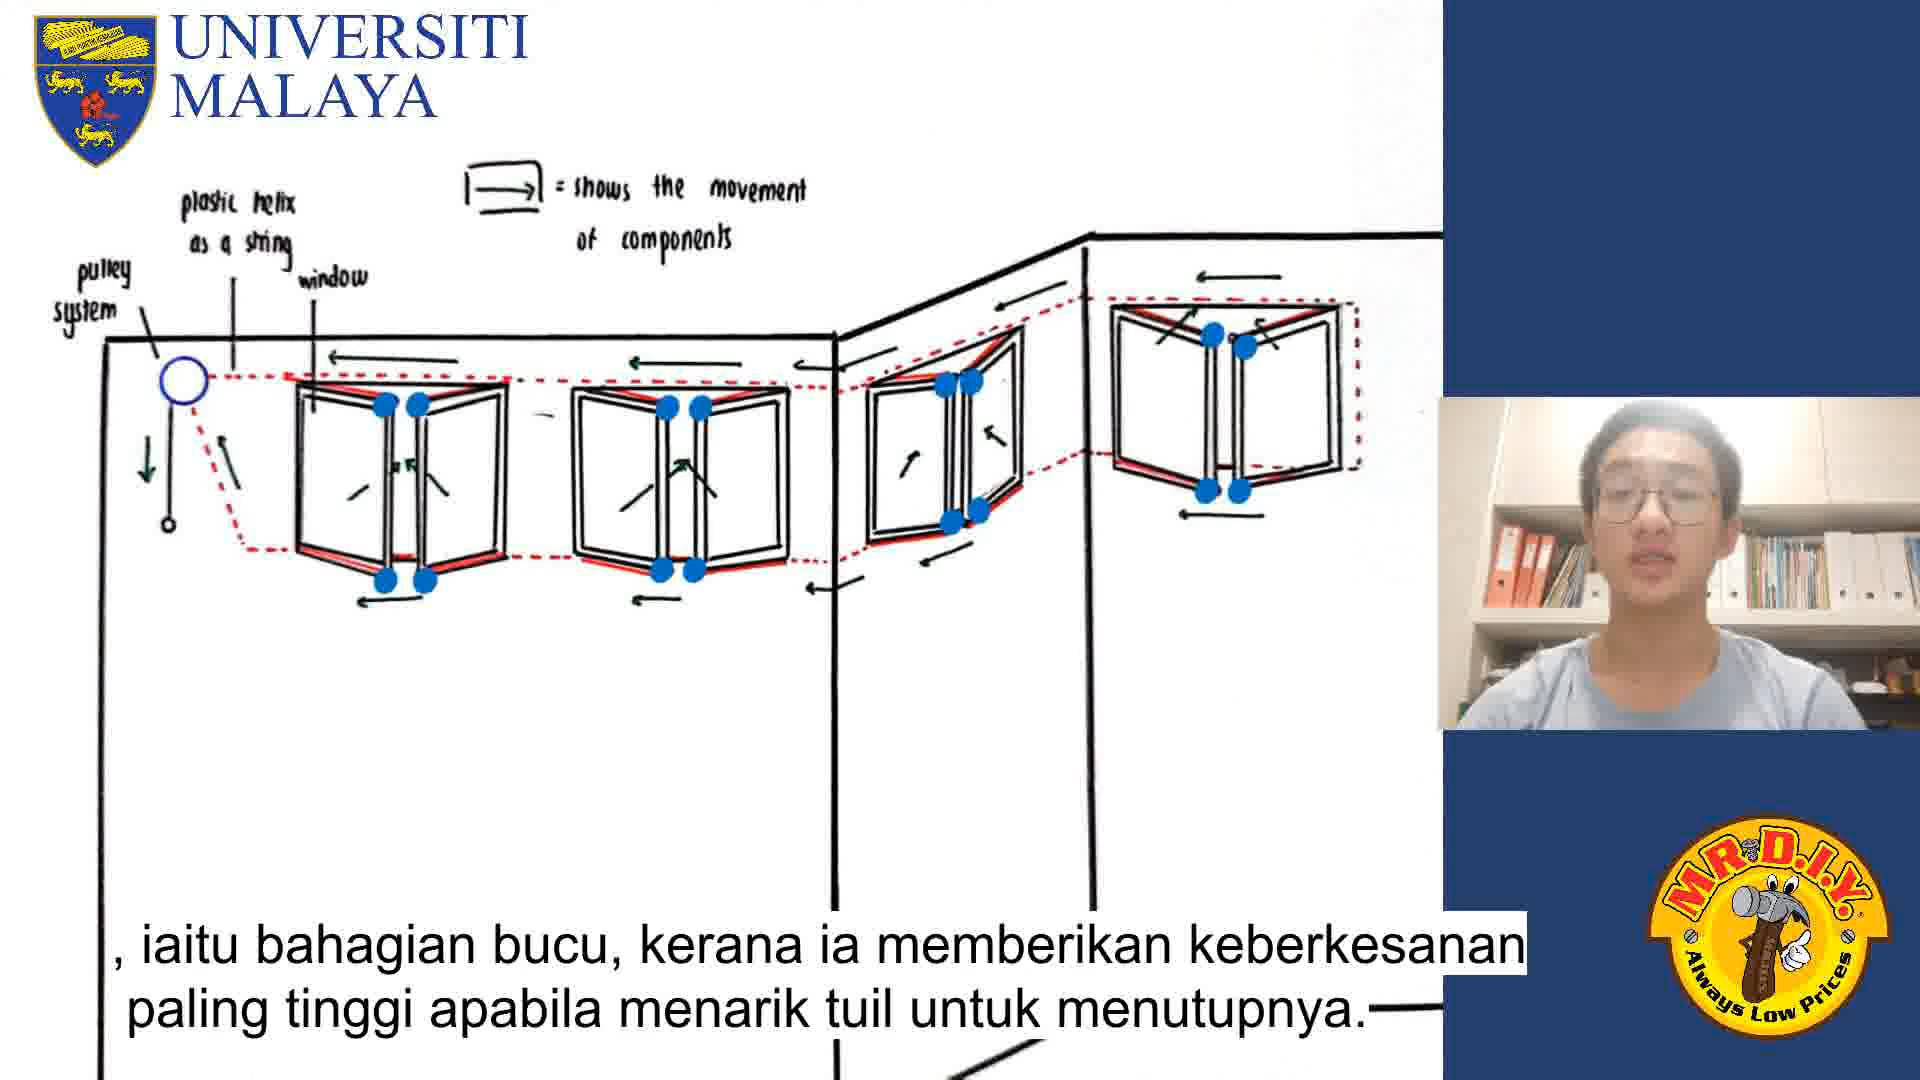 UNIVERSITI
MALAYA
= shows the movement
of components
plastic helix
as a string
pulley
system
window
MR.D.I.Y.
Always Low Prices
, iaitu bahagian bucu, kerana ia memberikan keberkesanan
paling tinggi apabila menarik tuil untuk menutupnya.